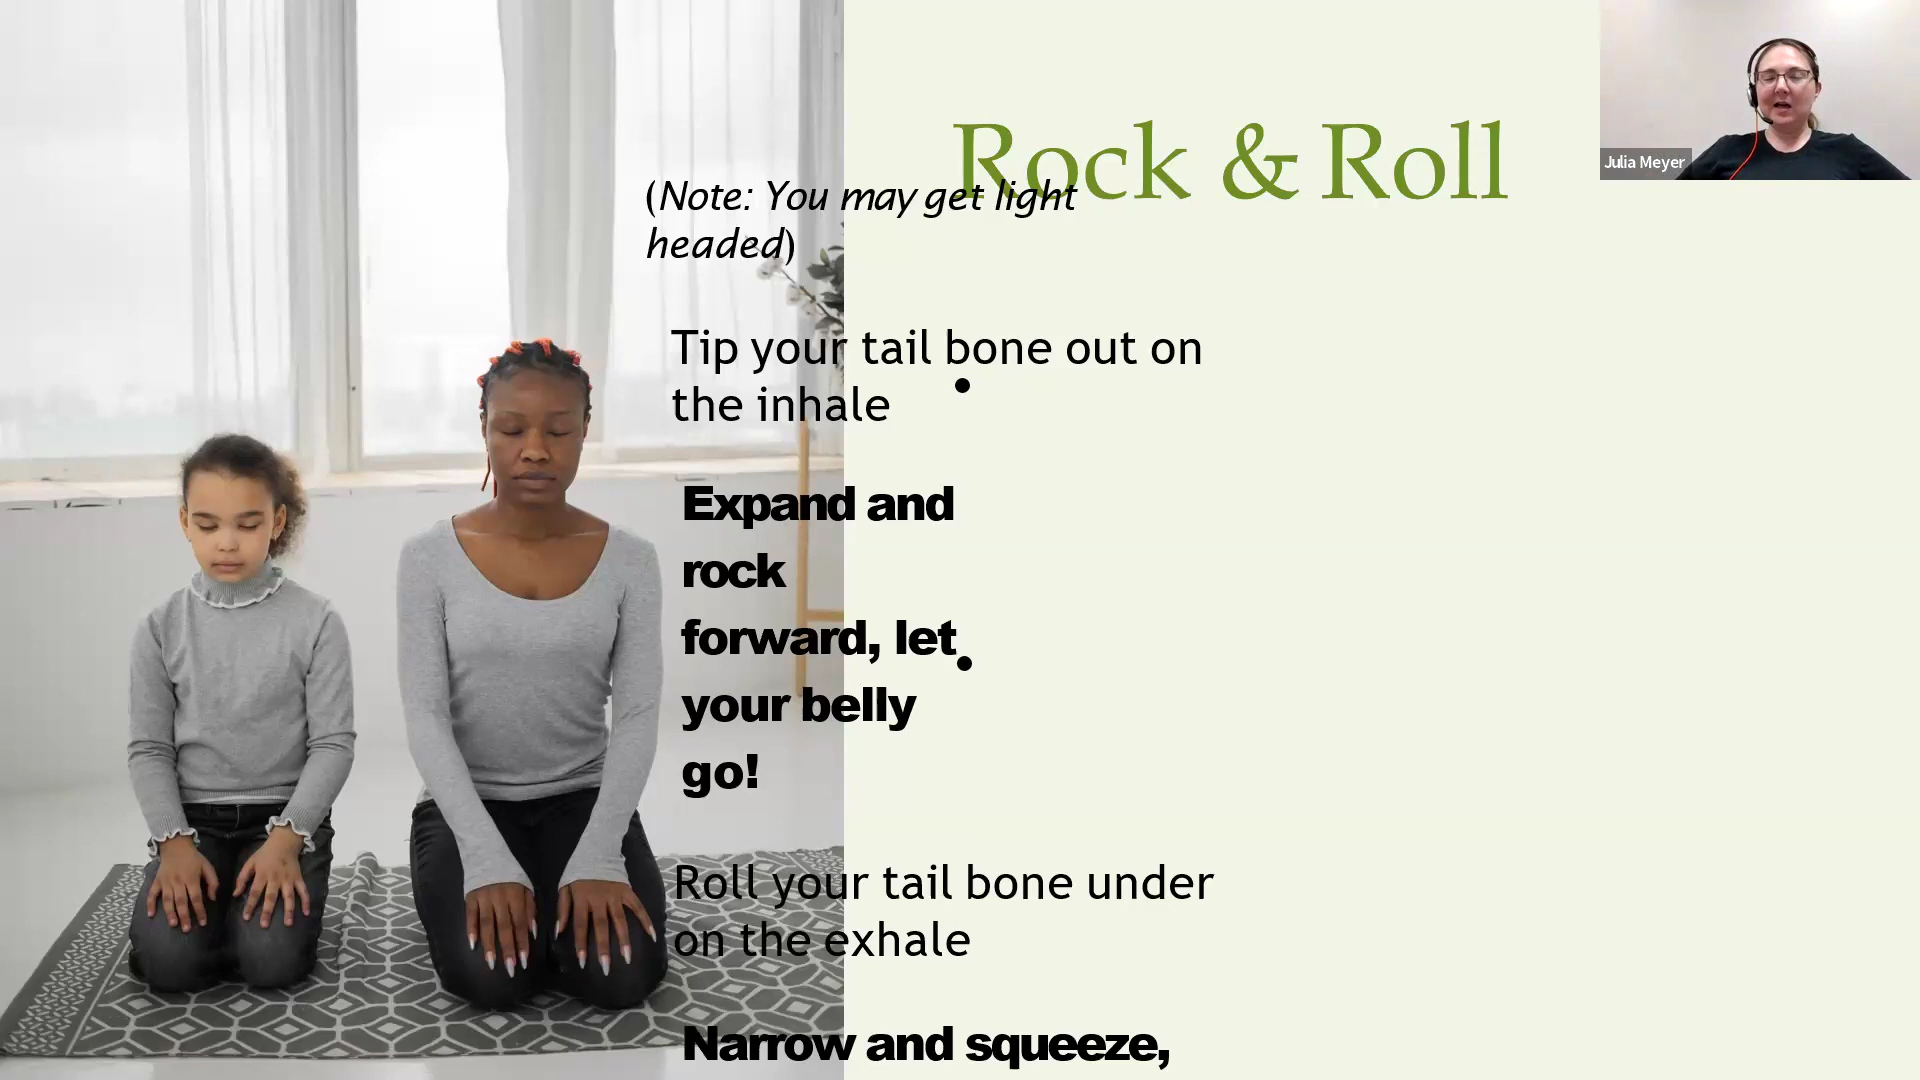 Rock & Roll
Julia Meyer
(Note: You may get light
headed)
Tip your tail bone out on
the inhale
Expand and
rock
forward, let
your belly
go!
Roll your tail bone under
on the exhale
Narrow and squeeze,